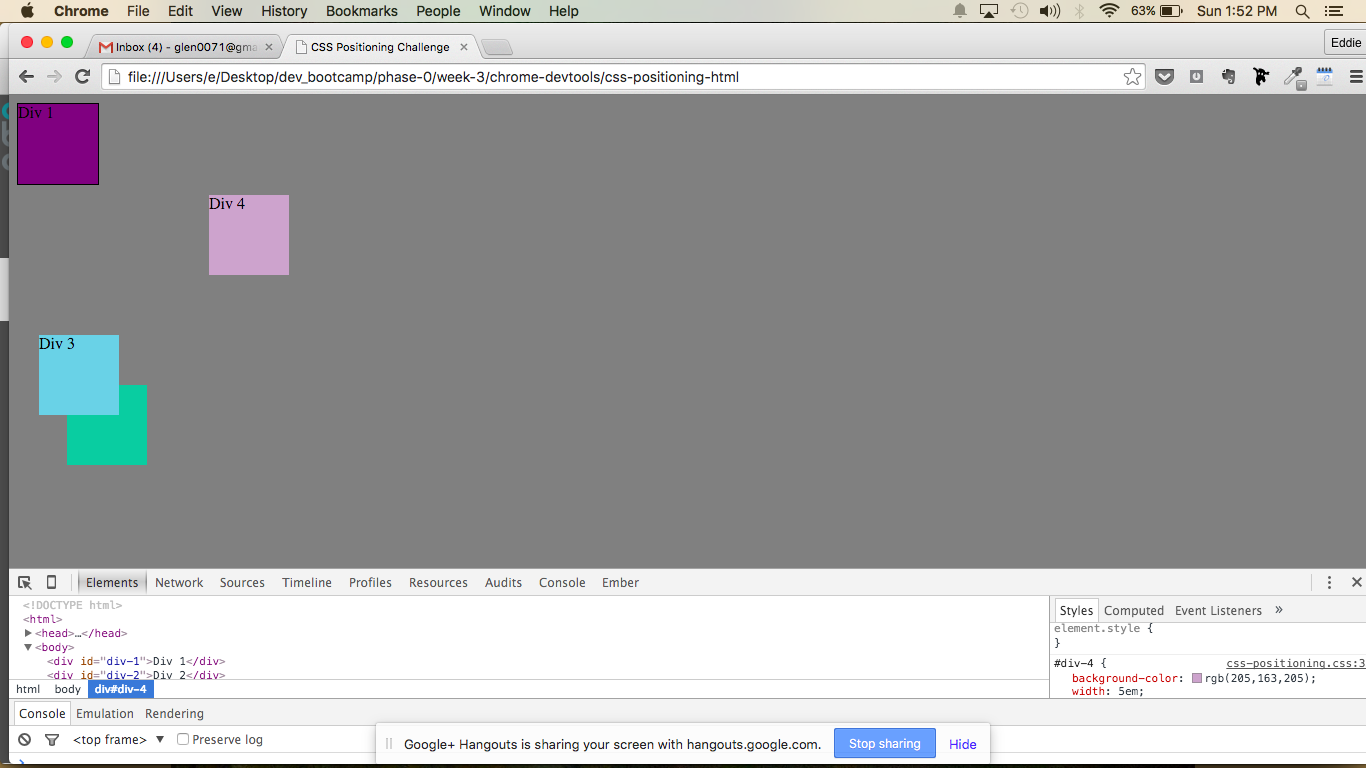 Chrome File Edit View History Bookmarks People Window Help 63% Sun 1:52 PM
Inbox (4) - glen0071@gma CSS Positioning Challenge Eddie
file:///Users/e/Desktop/dev_bootcamp/phase-0/week-3/chrome-devtools/css-positioning-html
Div 1
Div 4
Div 3
Elements Network Sources Timeline Profiles Resources Audits Console Ember
<!DOCTYPE html>
<html>
<head>…</head>
<body>
<div id="div-1">Div 1</div>
<div id="div-2">Div 2</div>
html body div#div-4
Styles Computed Event Listeners »
element.style {
}
#div-4 { css-positioning.css:3
background-color: rgb(205,163,205);
width: 5em;
Console Emulation Rendering
<top frame> ▼ Preserve log
Google+ Hangouts is sharing your screen with hangouts.google.com. Stop sharing Hide